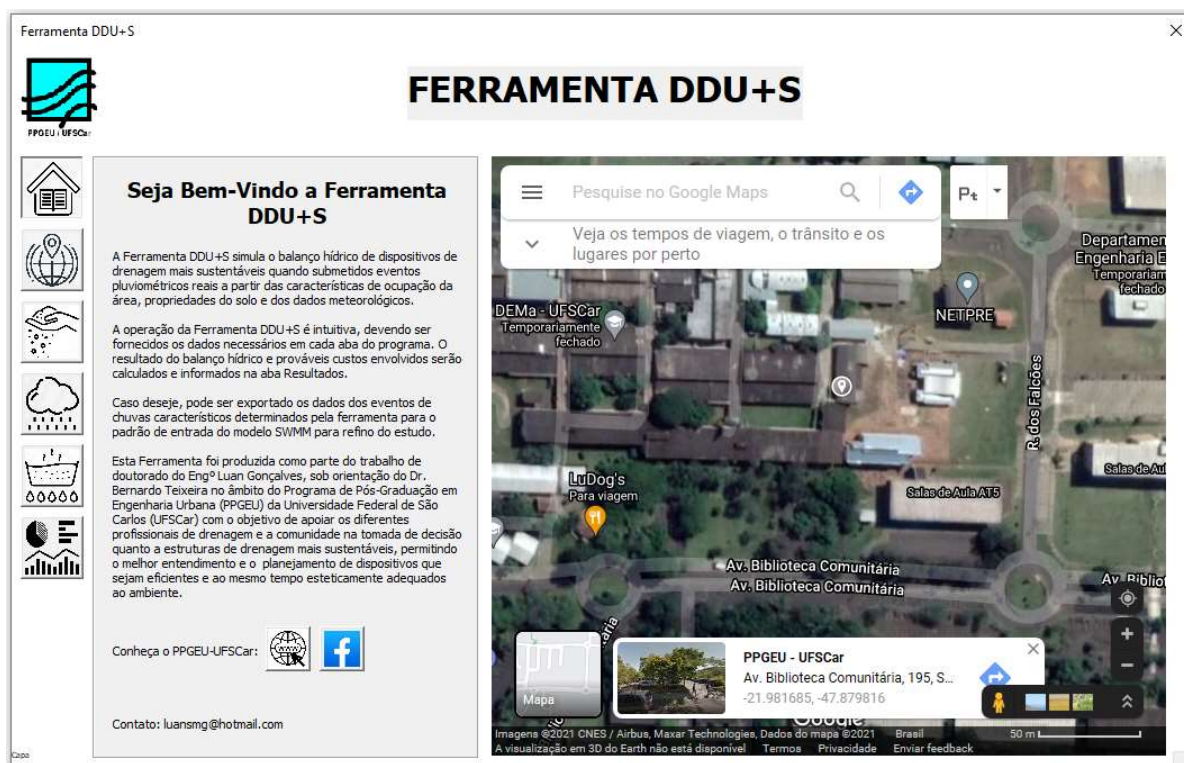 Ferramenta DDU+S
FERRAMENTA DDU+S
PPGEU / UFSCar
Seja Bem-Vindo a Ferramenta
DDU+S
A Ferramenta DDU+S simula o balanço hídrico de dispositivos de
drenagem mais sustentáveis quando submetidos eventos
pluviométricos reais a partir das características de ocupação da
área, propriedades do solo e dos dados meteorológicos.
A operação da Ferramenta DDU+S é intuitiva, devendo ser
fornecidos os dados necessários em cada aba do programa. O
resultado do balanço hídrico e prováveis custos envolvidos serão
calculados e informados na aba Resultados.
Caso deseje, pode ser exportado os dados dos eventos de
chuvas característicos determinados pela ferramenta para o
padrão de entrada do modelo SWMM para refino do estudo.
Esta Ferramenta foi produzida como parte do trabalho de
doutorado do Engº Luan Gonçalves, sob orientação do Dr.
Bernardo Teixeira no âmbito do Programa de Pós-Graduação em
Engenharia Urbana (PPGEU) da Universidade Federal de São
Carlos (UFSCar) com o objetivo de apoiar os diferentes
profissionais de drenagem e a comunidade na tomada de decisão
quanto a estruturas de drenagem mais sustentáveis, permitindo
o melhor entendimento e o planejamento de dispositivos que
sejam eficientes e ao mesmo tempo esteticamente adequados
ao ambiente.
Conheça o PPGEU-UFSCar:
Contato: luansmg@hotmail.com
Capa
Pesquise no Google Maps
Veja os tempos de viagem, o trânsito e os
lugares por perto
Departamen
Engenharia E
Temporariam
fechado
NETPRE
DEMa - UFSCar
Temporariamente
fechado
R. dos Falcões
LuDog's
Para viagem
Salas de Aul
Salas de Aula AT5
Av. Biblioteca Comunitária
Av. Biblioteca Comunitária
Av. Bibliot
Mapa
PPGEU - UFSCar
Av. Biblioteca Comunitária, 195, S...
-21.981685, -47.879816
Google
Imagens ©2021 CNES / Airbus, Maxar Technologies, Dados do mapa ©2021 Brasil 50 m
A visualização em 3D do Earth não está disponível Termos Privacidade Enviar feedback